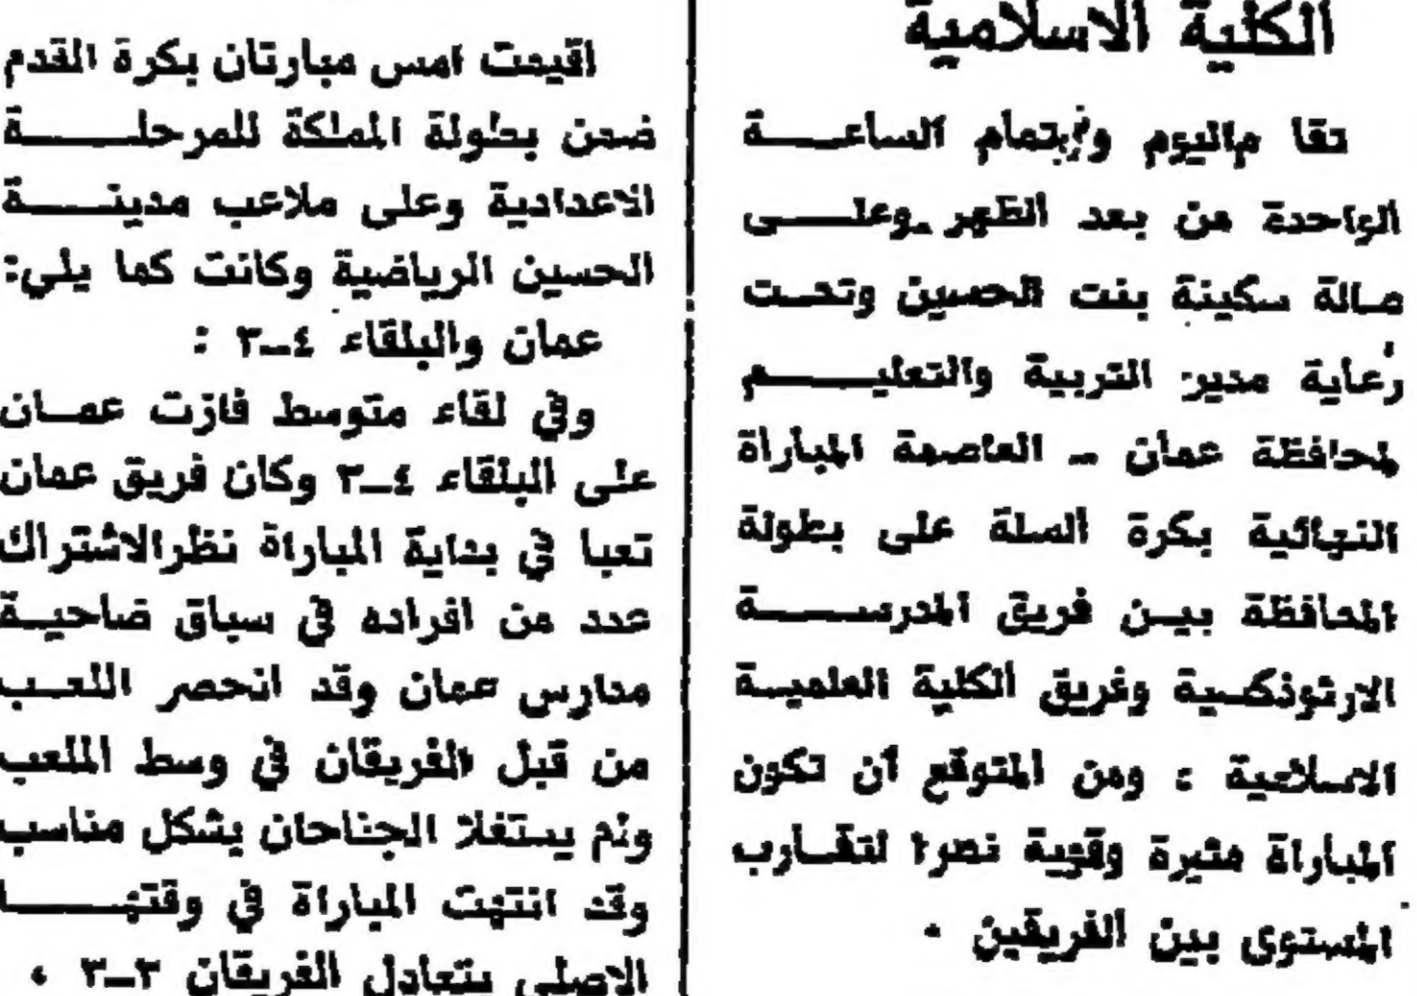 الكلية الاسلامية
تقا م اليوم وبتمام الساعة
الواحدة من بعد الظهر وعلى
صالة سكينة بنت الحسين وتحت
رعاية مدير التربية والتعليم
لمحافظة عمان - العاصمة المباراة
النهائية بكرة السلة على بطولة
المحافظة بين فريق المدرسة
الارثوذكسية وفريق الكلية العلمية
الاسلامية ، ومن المتوقع أن تكون
المباراة مثيرة وقوية نصرا لتقارب
المستوى بين الفريقين .
اقيمت امس مبارتان بكرة القدم
ضمن بطولة المملكة للمرحلة
الاعدادية وعلى ملاعب مدينة
الحسين الرياضية وكانت كما يلي:
عمان والبلقاء ٤-٣ :
وفي لقاء متوسط فازت عمان
على البلقاء ٤-٣ وكان فريق عمان
تعبا في بداية المباراة نظرالاشتراك
عدد من افراده في سباق ضاحية
مدارس عمان وقد انحصر اللعب
من قبل الفريقان في وسط الملعب
ولم يستغلا الجناحان بشكل مناسب
وقد انتهت المباراة في وقتها
الاصلي بتعادل الفريقان ٣-٣ ،